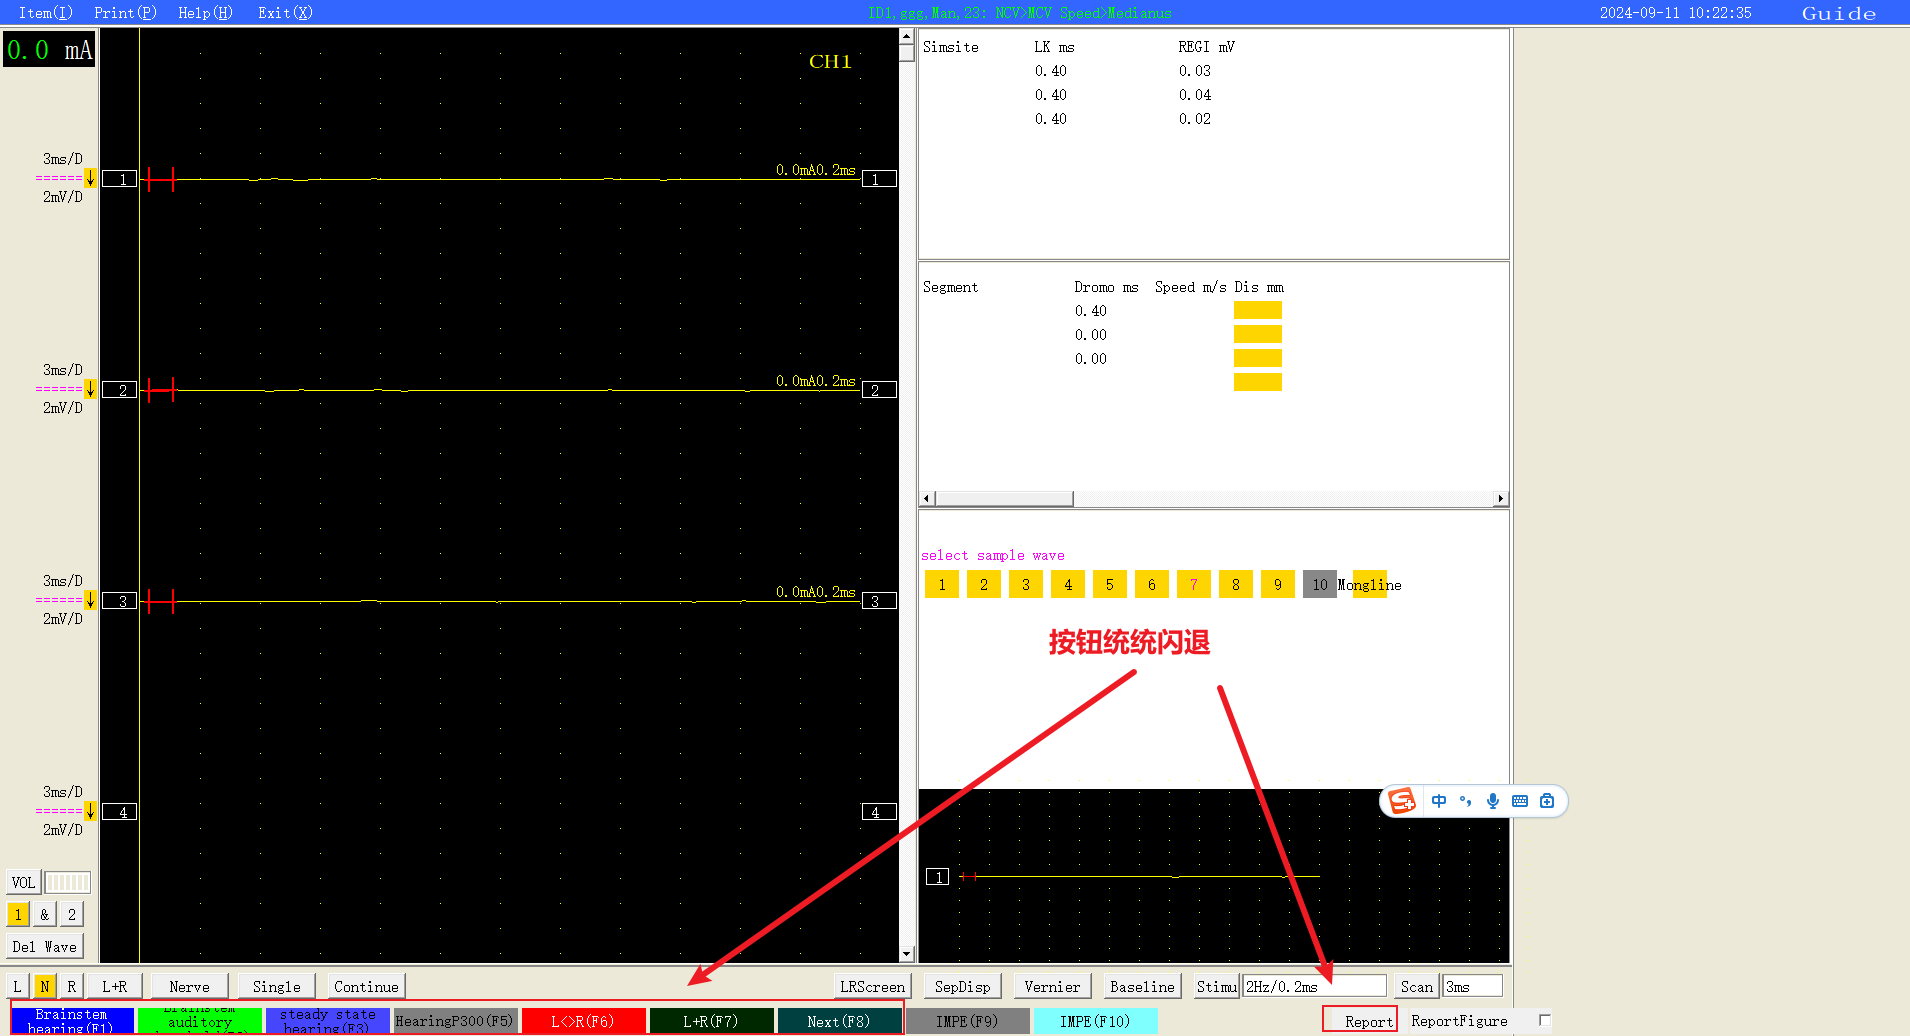 Item(I) Print(P) Help(H) Exit(X) ID1,ggg,Man,23: NCV>MCV Speed>Medianus 2024-09-11 10:22:35 Guide
0.0 mA
CH1
3ms/D
2mV/D
1
0.0mA0.2ms
1
3ms/D
2mV/D
2
0.0mA0.2ms
2
3ms/D
2mV/D
3
0.0mA0.2ms
3
3ms/D
2mV/D
4
4
VOL
1 & 2
Del Wave
Simsite LK ms REGI mV
0.40 0.03
0.40 0.04
0.40 0.02
Segment Dromo ms Speed m/s Dis mm
0.40
0.00
0.00
select sample wave
1 2 3 4 5 6 7 8 9 10 Mongline
按钮统统闪退
中
1
L N R L+R Nerve Single Continue LRScreen SepDisp Vernier Baseline Stimu 2Hz/0.2ms Scan 3ms
Brainstem
hearing(F1)
Brainstem
auditory
steady state
hearing(F3)
HearingP300(F5) L<>R(F6) L+R(F7) Next(F8) IMPE(F9) IMPE(F10) Report ReportFigure